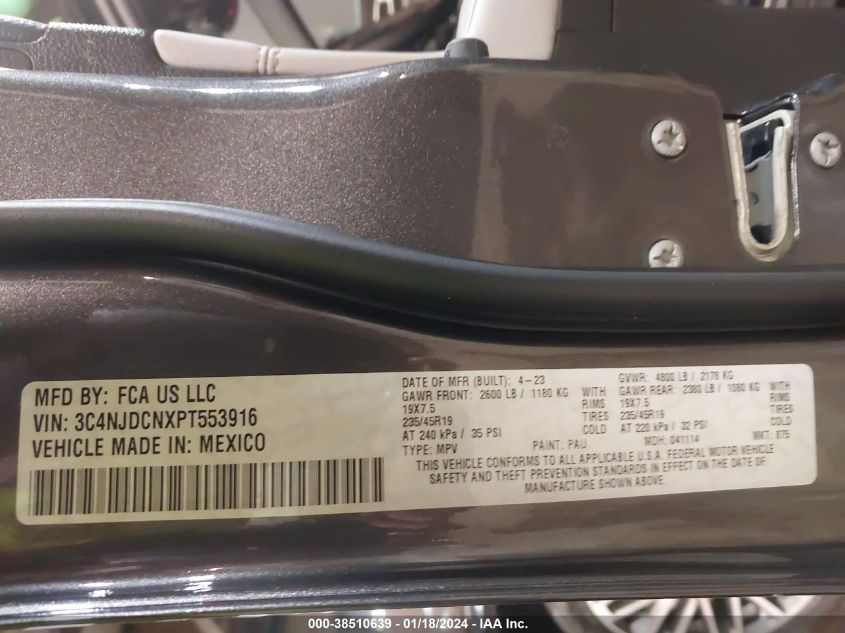 MFD BY: FCA US LLC
VIN: 3C4NJDCNXPT553916
VEHICLE MADE IN: MEXICO
DATE OF MFR (BUILT): 4-23 GVWR: 4800 LB / 2178 KG
GAWR FRONT: 2600 LB / 1180 KG WITH GAWR REAR: 2380 LB / 1080 KG WITH
19X7.5 RIMS 19X7.5 RIMS
235/45R19 TIRES 235/45R19 TIRES
AT 240 kPa / 35 PSI COLD AT 220 kPa / 32 PSI COLD
TYPE: MPV PAINT: PAU MDH: 041114 MKT:
THIS VEHICLE CONFORMS TO ALL APPLICABLE U.S.A. FEDERAL MOTOR VEHICLE
SAFETY AND THEFT PREVENTION STANDARDS IN EFFECT ON THE DATE OF
MANUFACTURE SHOWN ABOVE.
000-38510639 - 01/18/2024 - IAA Inc.